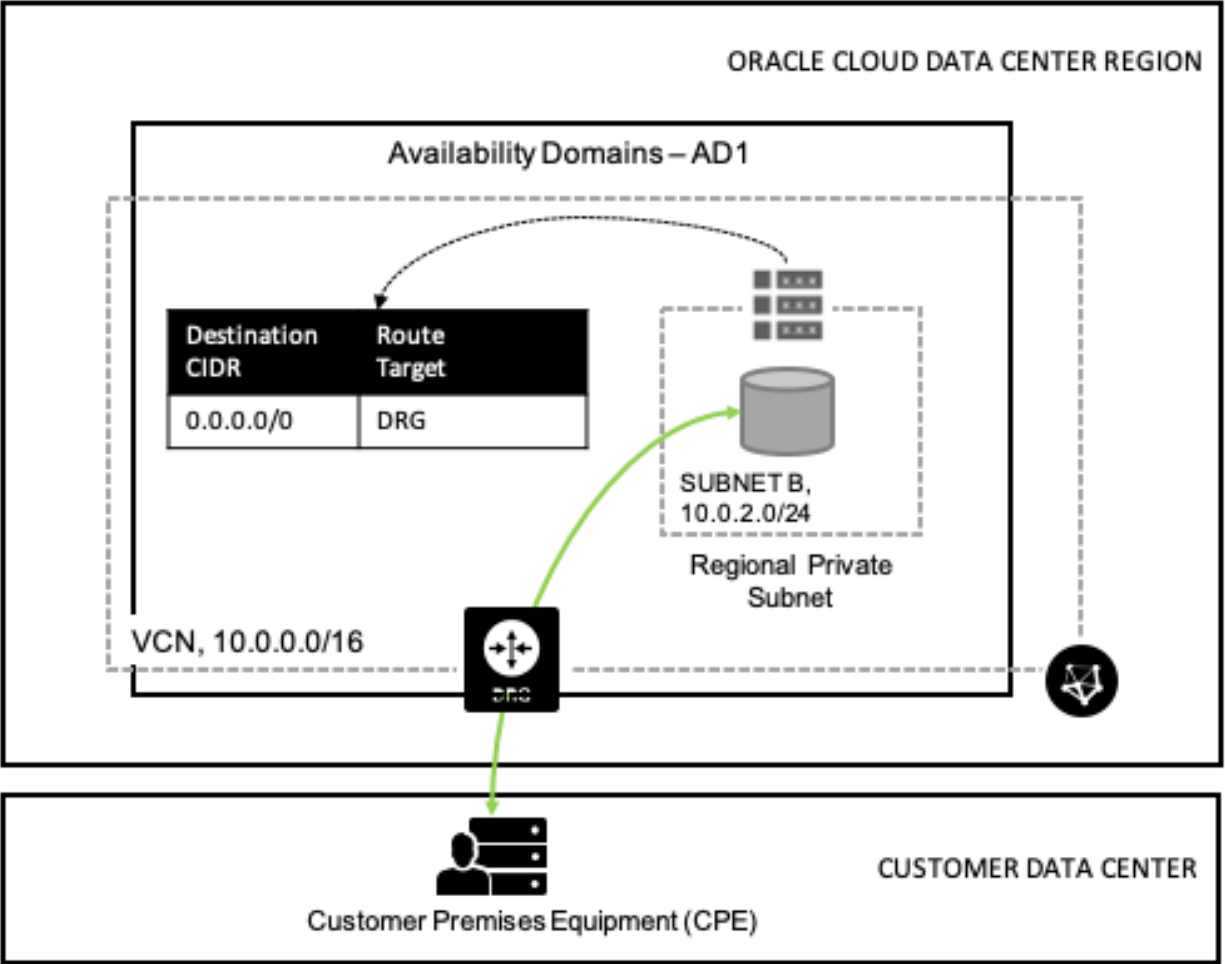 ORACLE CLOUD DATA CENTER REGION
Availability Domains – AD1
Destination CIDR
Route Target
0.0.0.0/0
DRG
SUBNET B,
10.0.2.0/24
Regional Private
Subnet
VCN, 10.0.0.0/16
DRG
CUSTOMER DATA CENTER
Customer Premises Equipment (CPE)